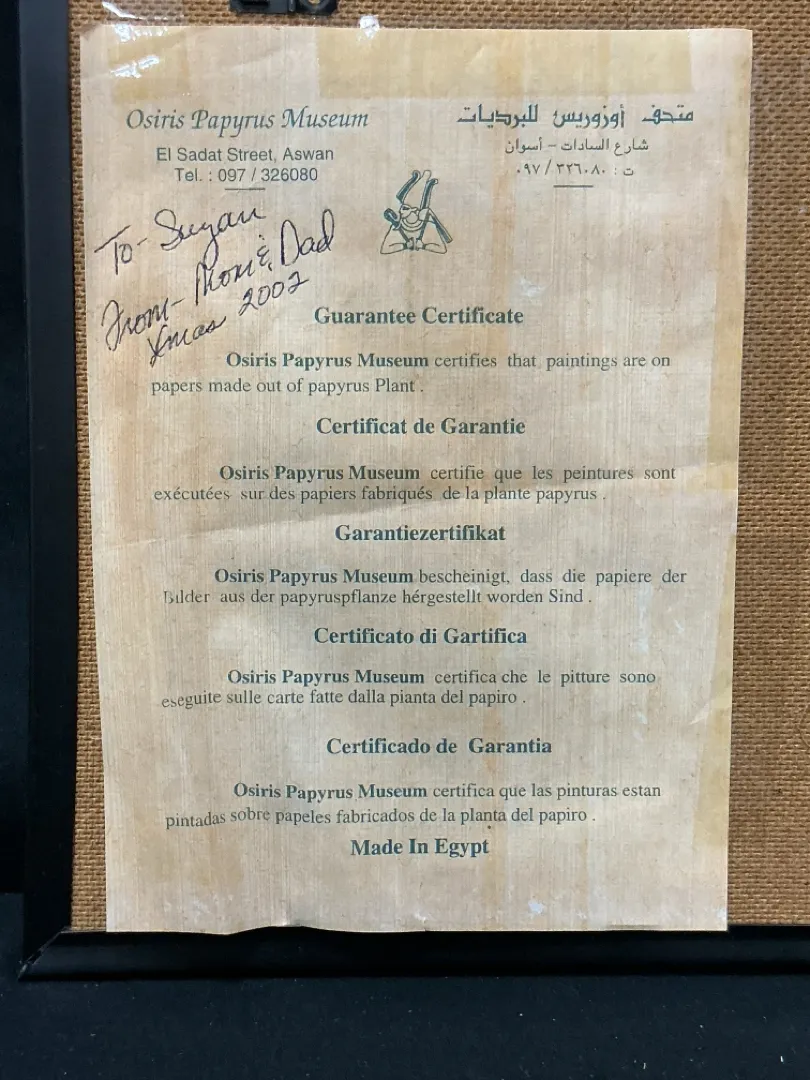 Osiris Papyrus Museum
El Sadat Street, Aswan
Tel. : 097 / 326080
متحف أوزوريس للبرديات
شارع السادات – أسوان
ت : ٣٢٦٠٨٠ / ٠٩٧
To - Suzan
From - Mom & Dad
Xmas 2002
Guarantee Certificate
Osiris Papyrus Museum certifies that paintings are on
papers made out of papyrus Plant .
Certificat de Garantie
Osiris Papyrus Museum certifie que les peintures sont
exécutées sur des papiers fabriqués de la plante papyrus .
Garantiezertifikat
Osiris Papyrus Museum bescheinigt, dass die papiere der
Bilder aus der papyruspflanze hérgestellt worden Sind .
Certificato di Gartifica
Osiris Papyrus Museum certifica che le pitture sono
eseguite sulle carte fatte dalla pianta del papiro .
Certificado de Garantia
Osiris Papyrus Museum certifica que las pinturas estan
pintadas sobre papeles fabricados de la planta del papiro .
Made In Egypt